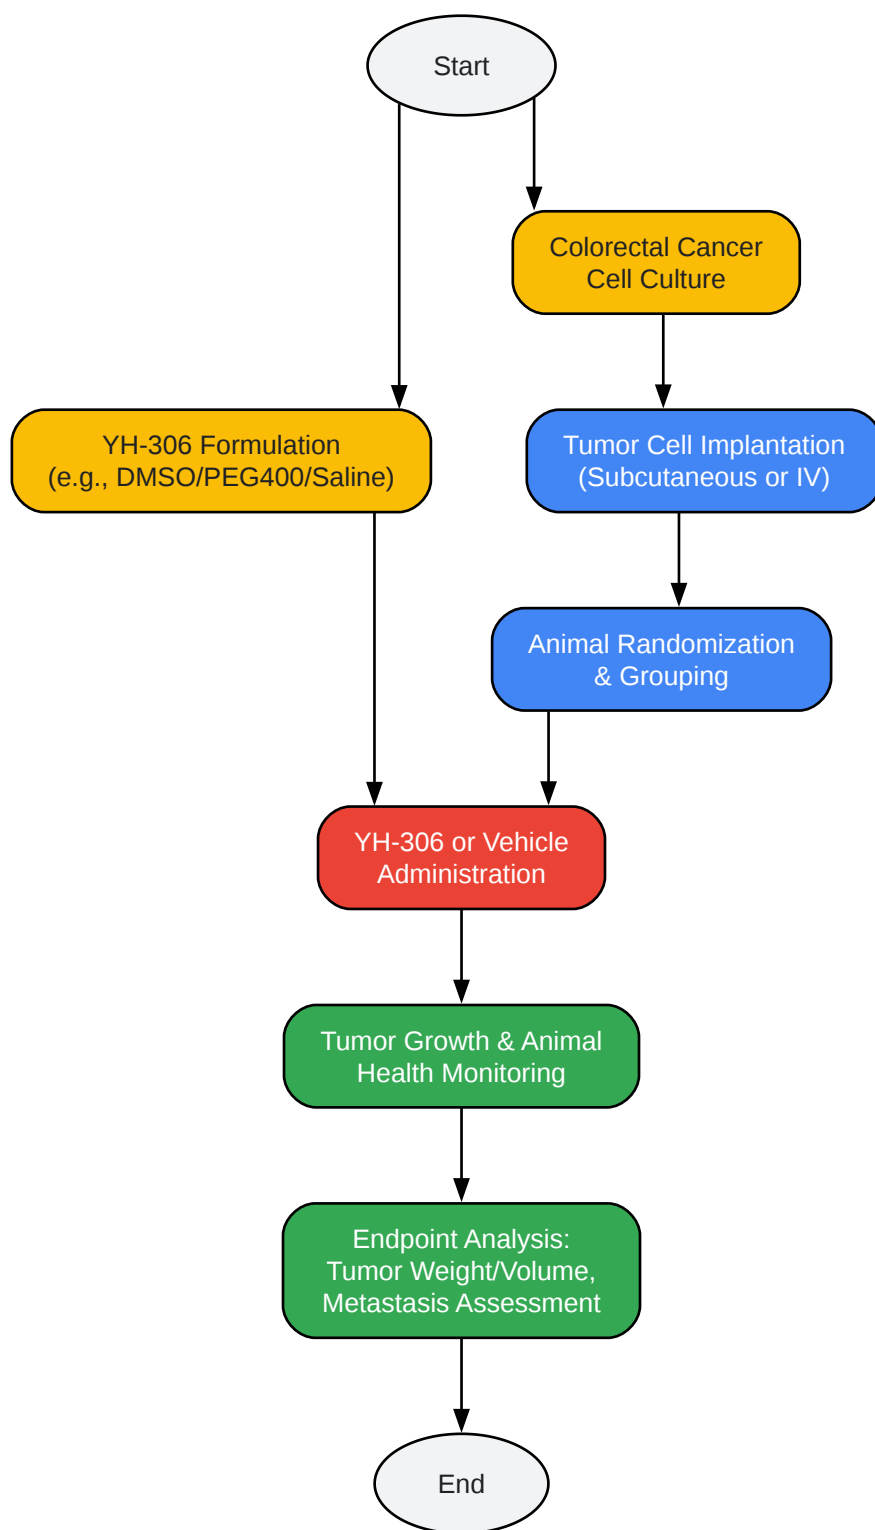 Start
Colorectal Cancer
Cell Culture
YH-306 Formulation
(e.g., DMSO/PEG400/Saline)
Tumor Cell Implantation
(Subcutaneous or IV)
Animal Randomization
& Grouping
YH-306 or Vehicle
Administration
Tumor Growth & Animal
Health Monitoring
Endpoint Analysis:
Tumor Weight/Volume,
Metastasis Assessment
End